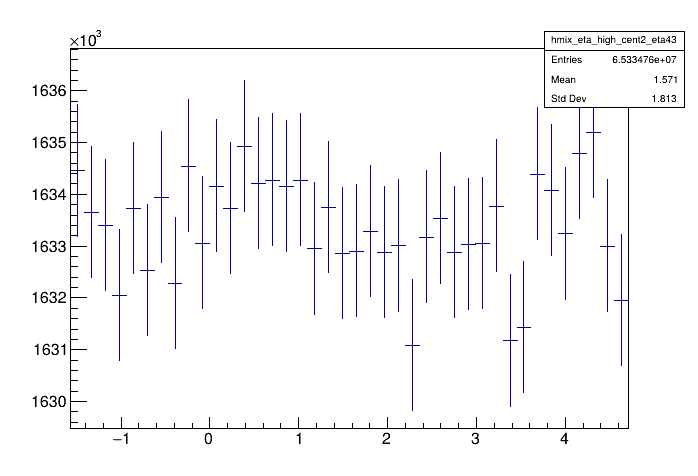 ×10³
hmix_eta_high_cent2_eta43
Entries 6.533476e+07
Mean 1.571
Std Dev 1.813
1636
1635
1634
1633
1632
1631
1630
−1 0 1 2 3 4